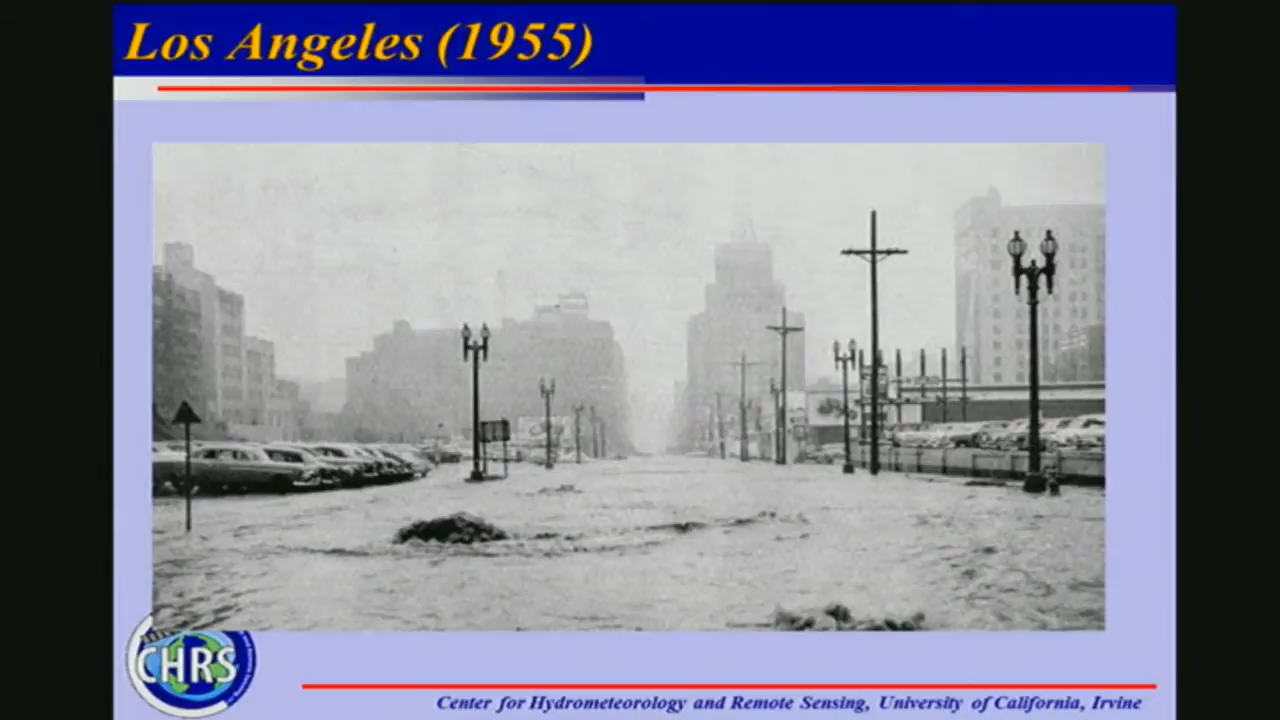 Los Angeles (1955)
CHRS
Center for Hydrometeorology and Remote Sensing, University of California, Irvine